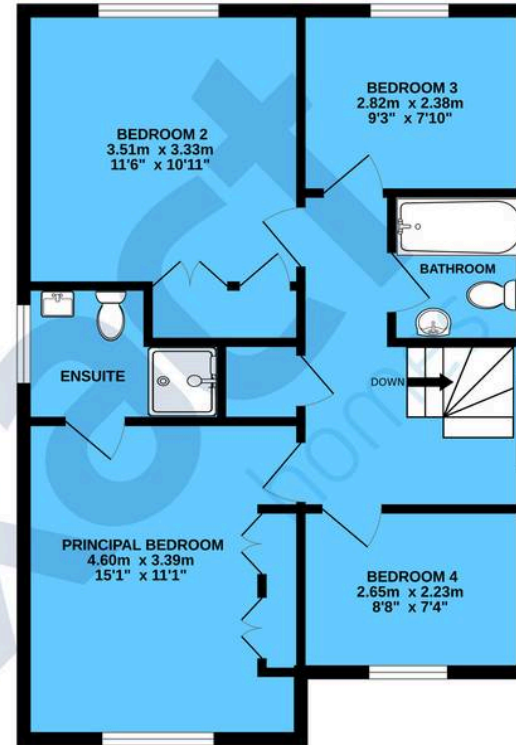 BEDROOM 2
3.51m x 3.33m
11'6" x 10'11"
BEDROOM 3
2.82m x 2.38m
9'3" x 7'10"
BATHROOM
ENSUITE
DOWN
PRINCIPAL BEDROOM
4.60m x 3.39m
15'1" x 11'1"
BEDROOM 4
2.65m x 2.23m
8'8" x 7'4"
homes